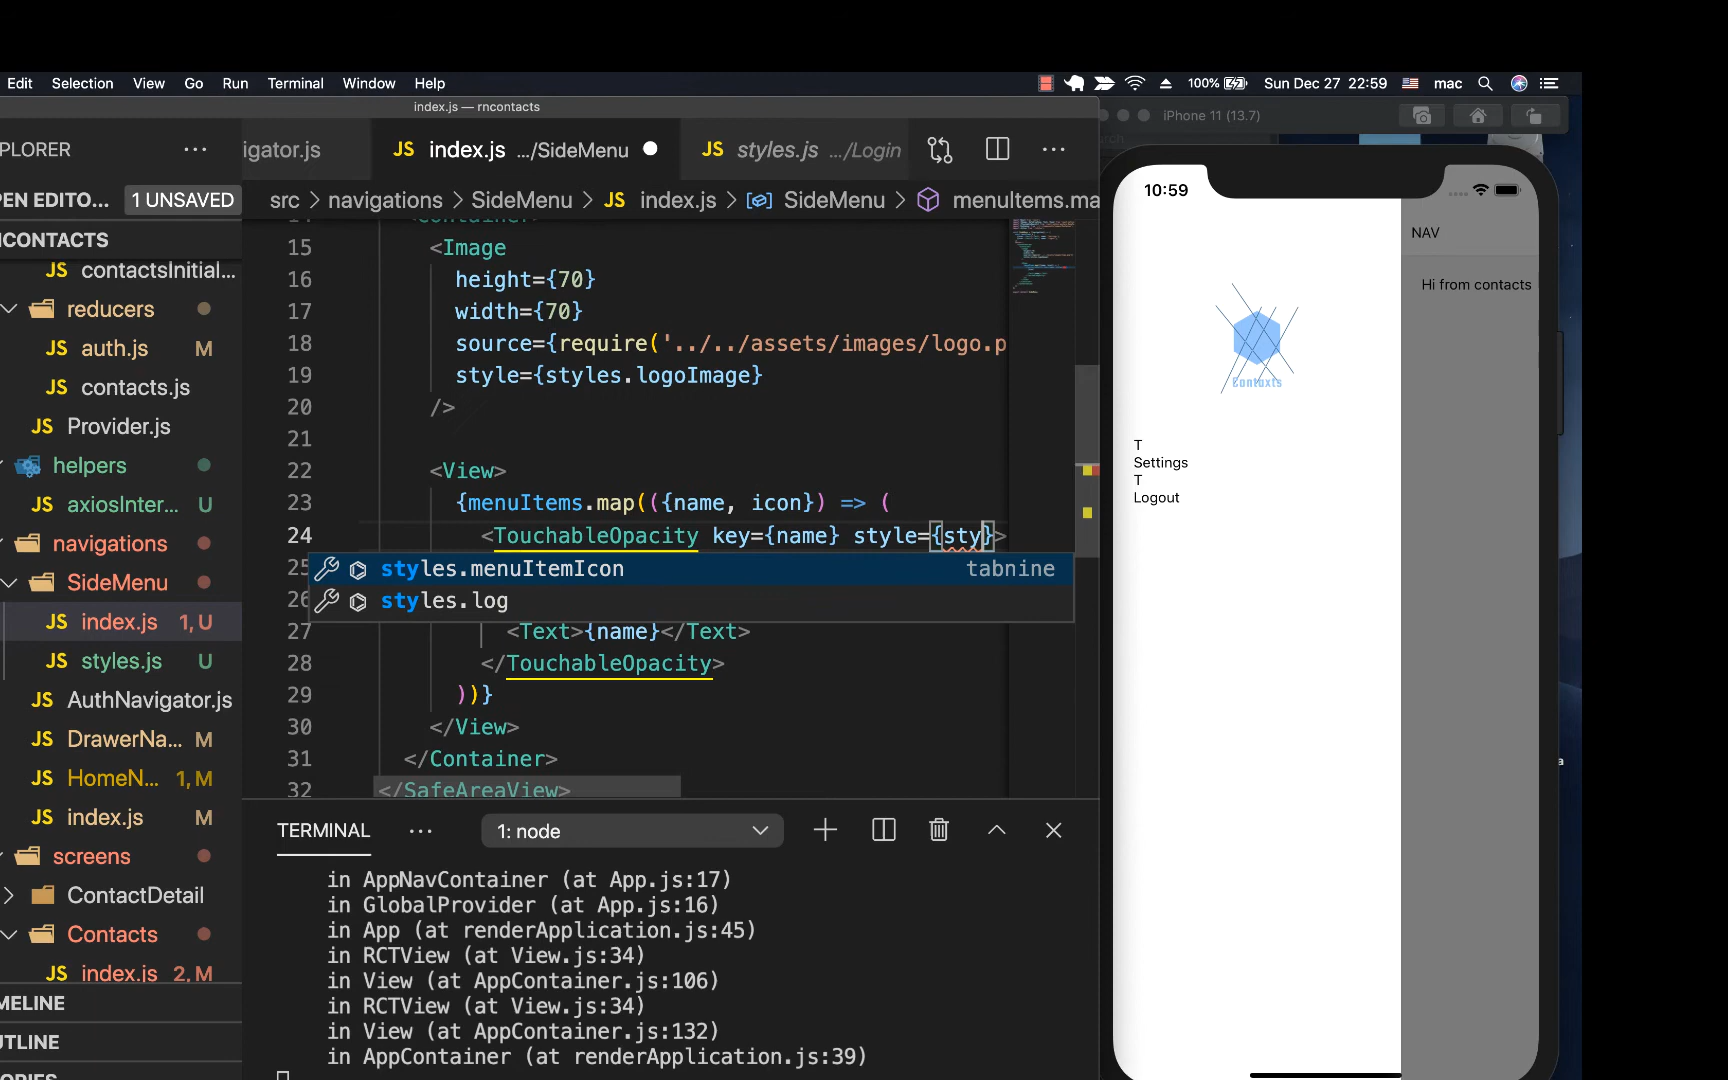 Edit Selection View Go Run Terminal Window Help
100% Sun Dec 27 22:59 mac
index.js — rncontacts
PLORER ...
igator.js
JS index.js .../SideMenu
JS styles.js .../Login
...
PEN EDITO... 1 UNSAVED
src > navigations > SideMenu > JS index.js > SideMenu > menuItems.ma
NCONTACTS
JS contactsInitial...
reducers
JS auth.js M
JS contacts.js
JS Provider.js
helpers
JS axiosInter... U
navigations
SideMenu
JS index.js 1, U
JS styles.js U
JS AuthNavigator.js
JS DrawerNa... M
JS HomeN... 1, M
JS index.js M
screens
ContactDetail
Contacts
JS index.js 2, M
MELINE
UTLINE
15 <Image
16 height={70}
17 width={70}
18 source={require('../../assets/images/logo.p
19 style={styles.logoImage}
20 />
21
22 <View>
23 {menuItems.map(({name, icon}) => (
24 <TouchableOpacity key={name} style={sty}>
25
styles.menuItemIcon tabnine
26
styles.log
27 <Text>{name}</Text>
28 </TouchableOpacity>
29 ))}
30 </View>
31 </Container>
32 </SafeAreaView>
TERMINAL ... 1: node
in AppNavContainer (at App.js:17)
in GlobalProvider (at App.js:16)
in App (at renderApplication.js:45)
in RCTView (at View.js:34)
in View (at AppContainer.js:106)
in RCTView (at View.js:34)
in View (at AppContainer.js:132)
in AppContainer (at renderApplication.js:39)
iPhone 11 (13.7)
10:59
NAV
Hi from contacts
Contaxts
T
Settings
T
Logout